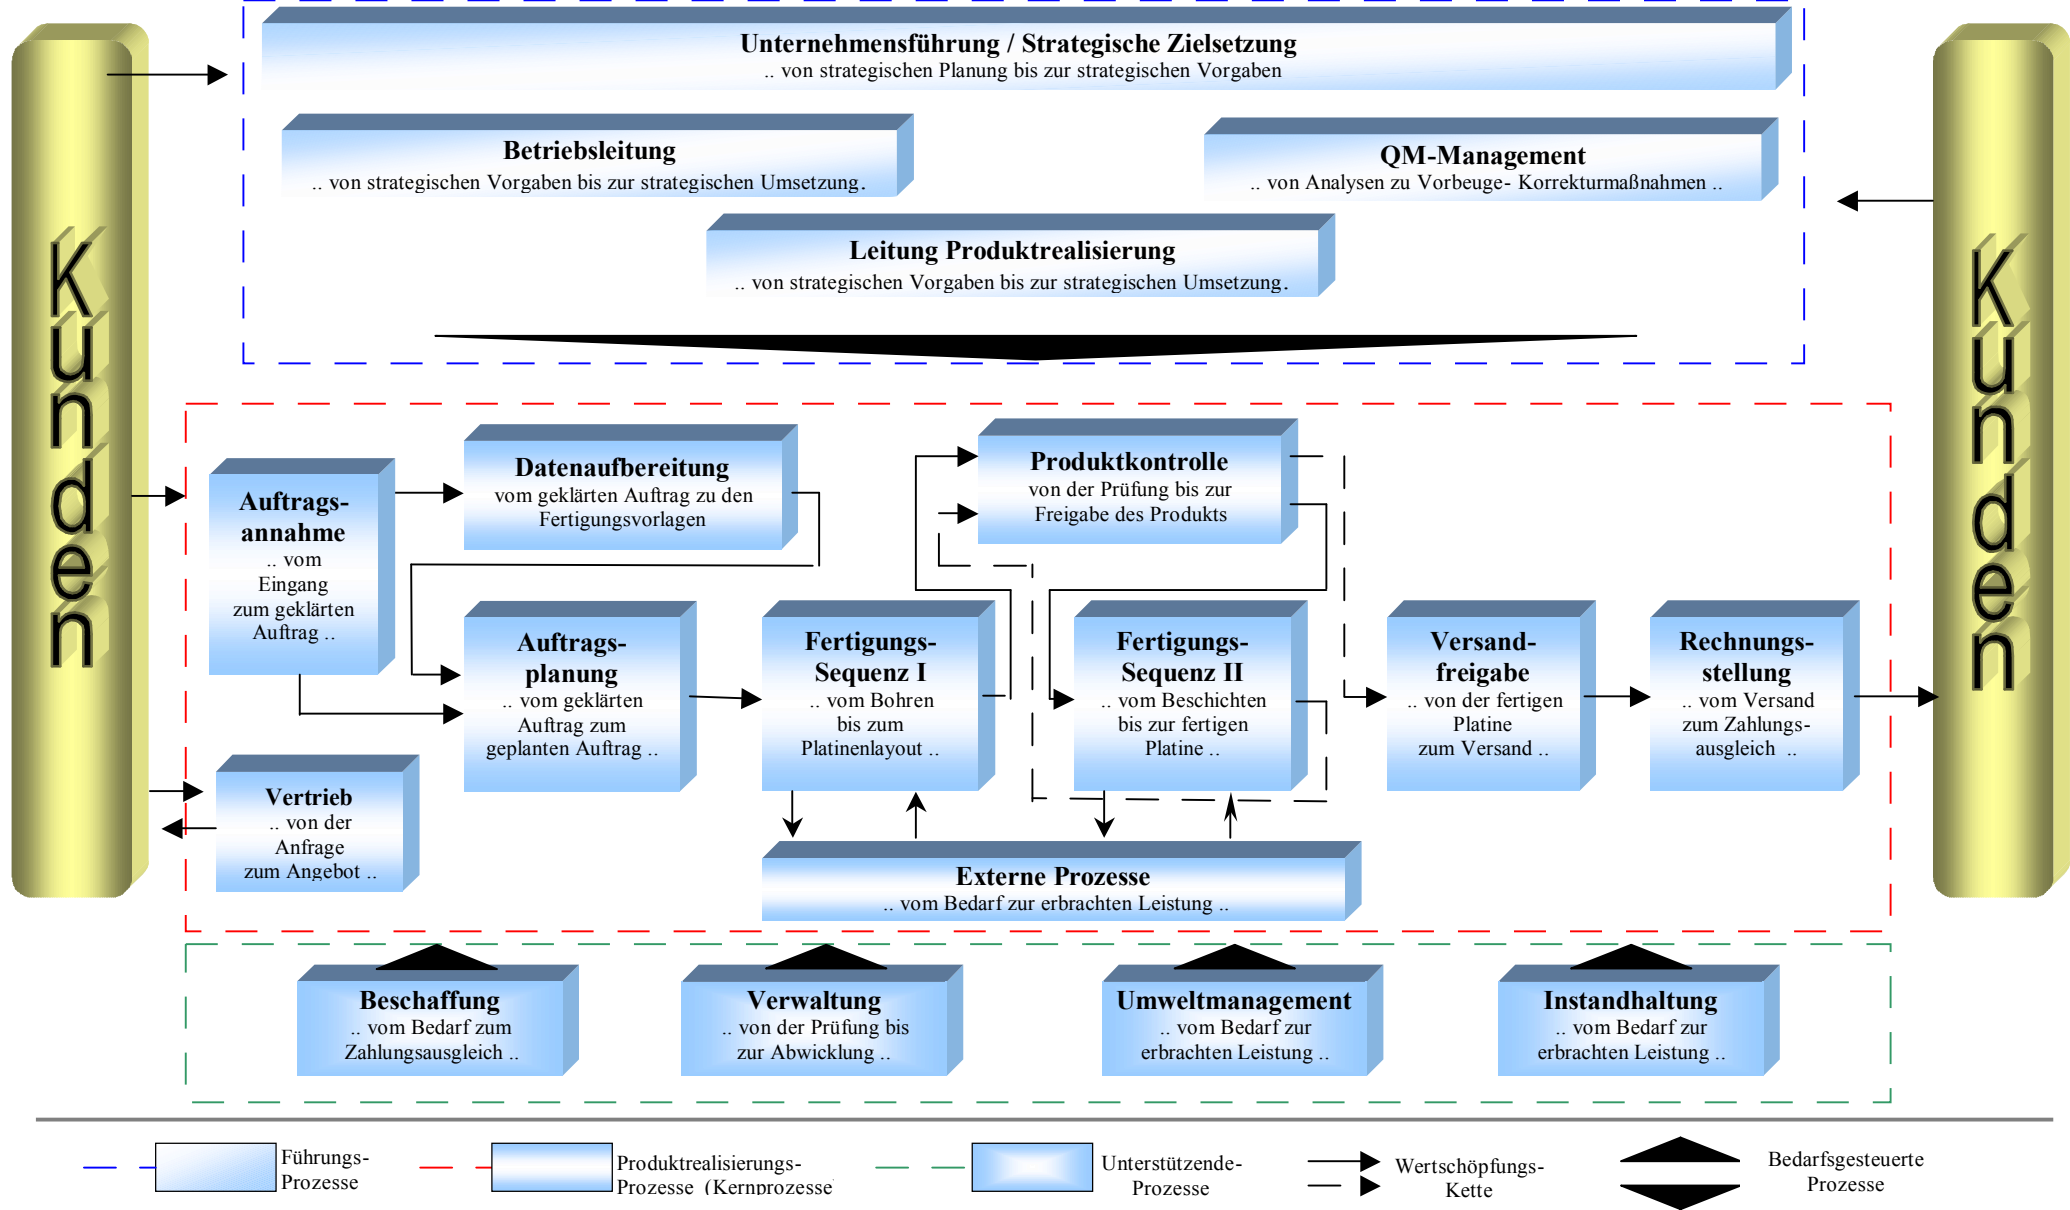 Kunden
Unternehmensführung / Strategische Zielsetzung
.. von strategischen Planung bis zur strategischen Vorgaben
Betriebsleitung
.. von strategischen Vorgaben bis zur strategischen Umsetzung.
QM-Management
.. von Analysen zu Vorbeuge- Korrekturmaßnahmen ..
Leitung Produktrealisierung
.. von strategischen Vorgaben bis zur strategischen Umsetzung.
Kunden
Auftrags-
annahme
.. vom
Eingang
zum geklärten
Auftrag ..
Datenaufbereitung
vom geklärten Auftrag zu den
Fertigungsvorlagen
Produktkontrolle
von der Prüfung bis zur
Freigabe des Produkts
Auftrags-
planung
.. vom geklärten
Auftrag zum
geplanten Auftrag ..
Fertigungs-
Sequenz I
.. vom Bohren
bis zum
Platinenlayout ..
Fertigungs-
Sequenz II
.. vom Beschichten
bis zur fertigen
Platine ..
Versand-
freigabe
.. von der fertigen
Platine
zum Versand ..
Rechnungs-
stellung
.. vom Versand
zum Zahlungs-
ausgleich ..
Vertrieb
.. von der
Anfrage
zum Angebot ..
Externe Prozesse
.. vom Bedarf zur erbrachten Leistung ..
Beschaffung
.. vom Bedarf zum
Zahlungsausgleich ..
Verwaltung
.. von der Prüfung bis
zur Abwicklung ..
Umweltmanagement
.. vom Bedarf zur
erbrachten Leistung ..
Instandhaltung
.. vom Bedarf zur
erbrachten Leistung ..
Führungs-
Prozesse
Produktrealisierungs-
Prozesse (Kernprozesse
Unterstützende-
Prozesse
Wertschöpfungs-
Kette
Bedarfsgesteuerte
Prozesse